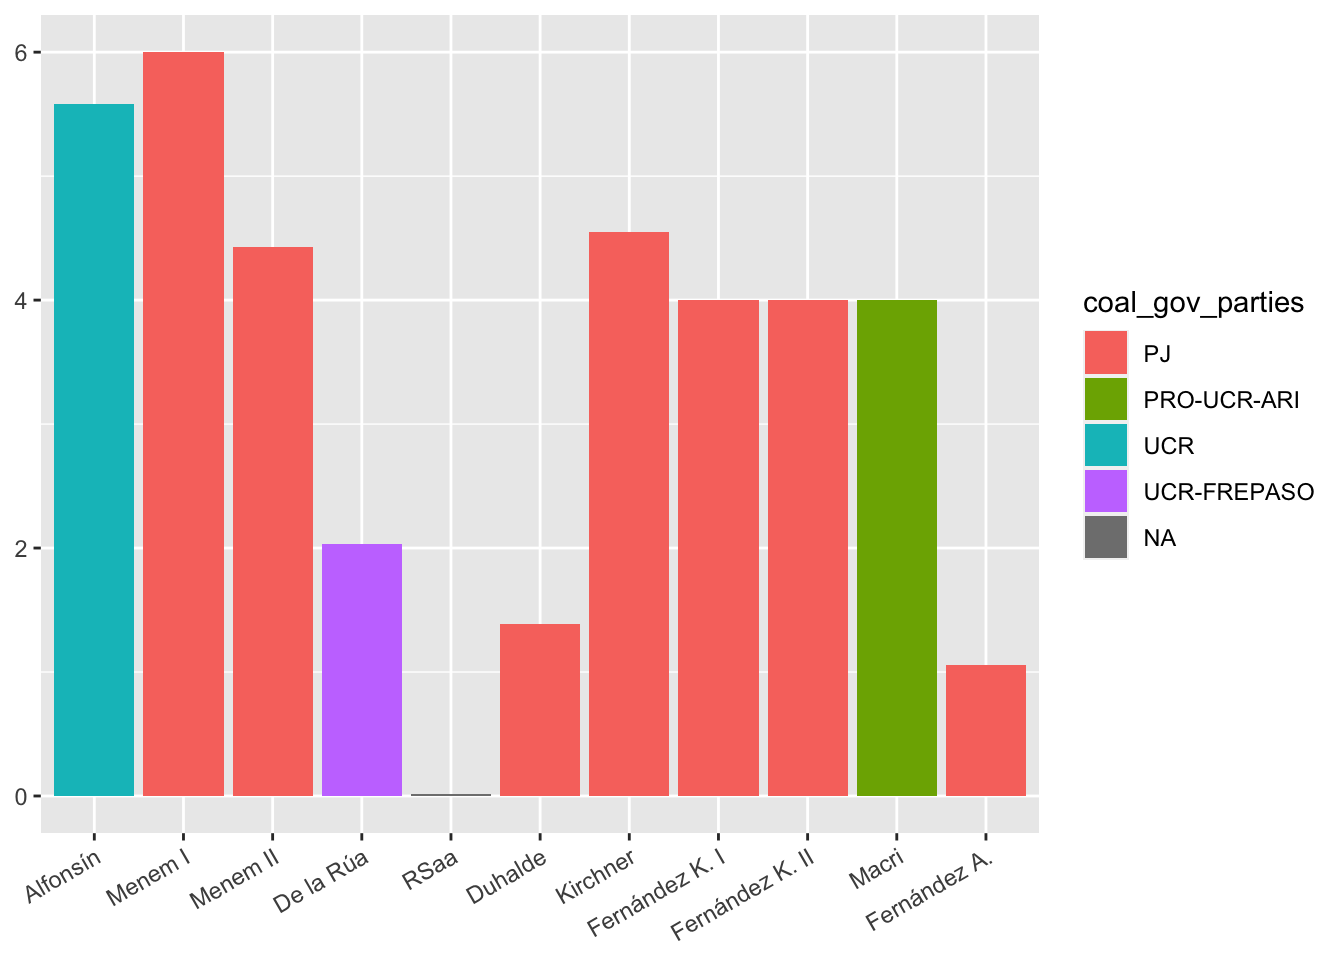 6
4
2
0
Alfonsín
Menem I
Menem II
De la Rúa
RSaa
Duhalde
Kirchner
Fernández K. I
Fernández K. II
Macri
Fernández A.
coal_gov_parties
PJ
PRO-UCR-ARI
UCR
UCR-FREPASO
NA